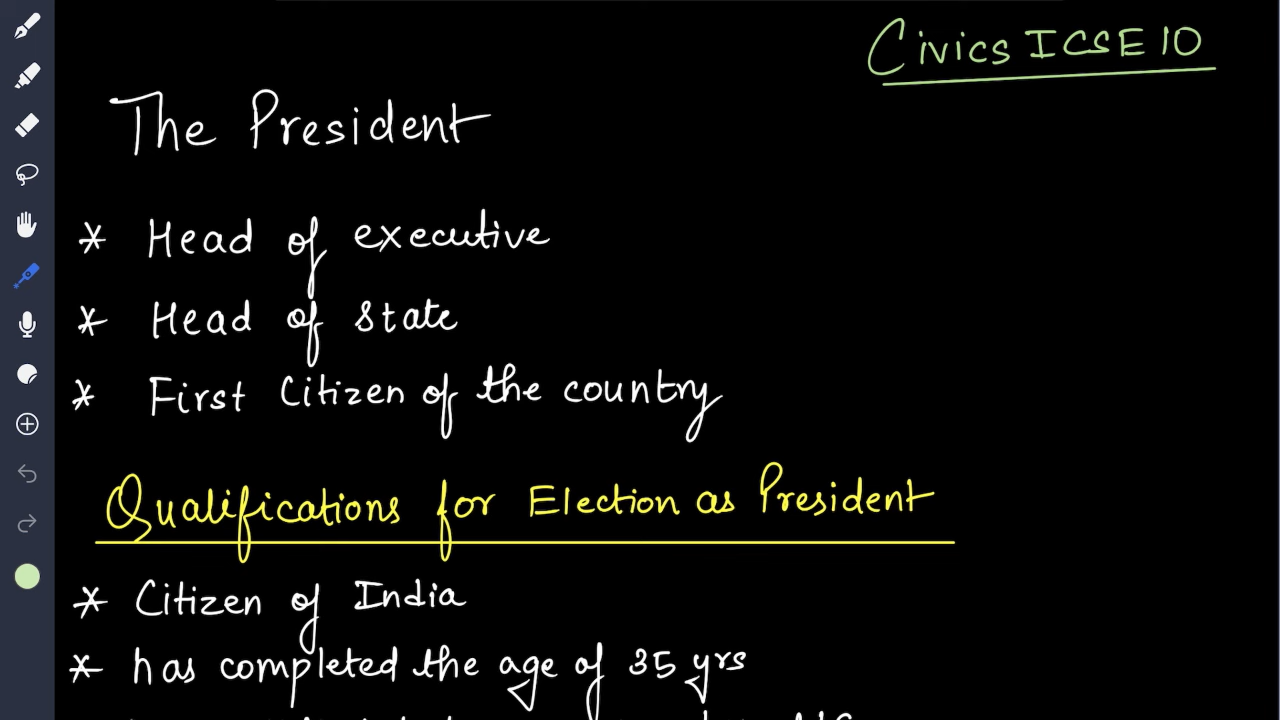 Civics ICSE 10
The President
* Head of executive
* Head of state
* First Citizen of the country
Qualifications for Election as President
* Citizen of India
* has completed the age of 35 yrs